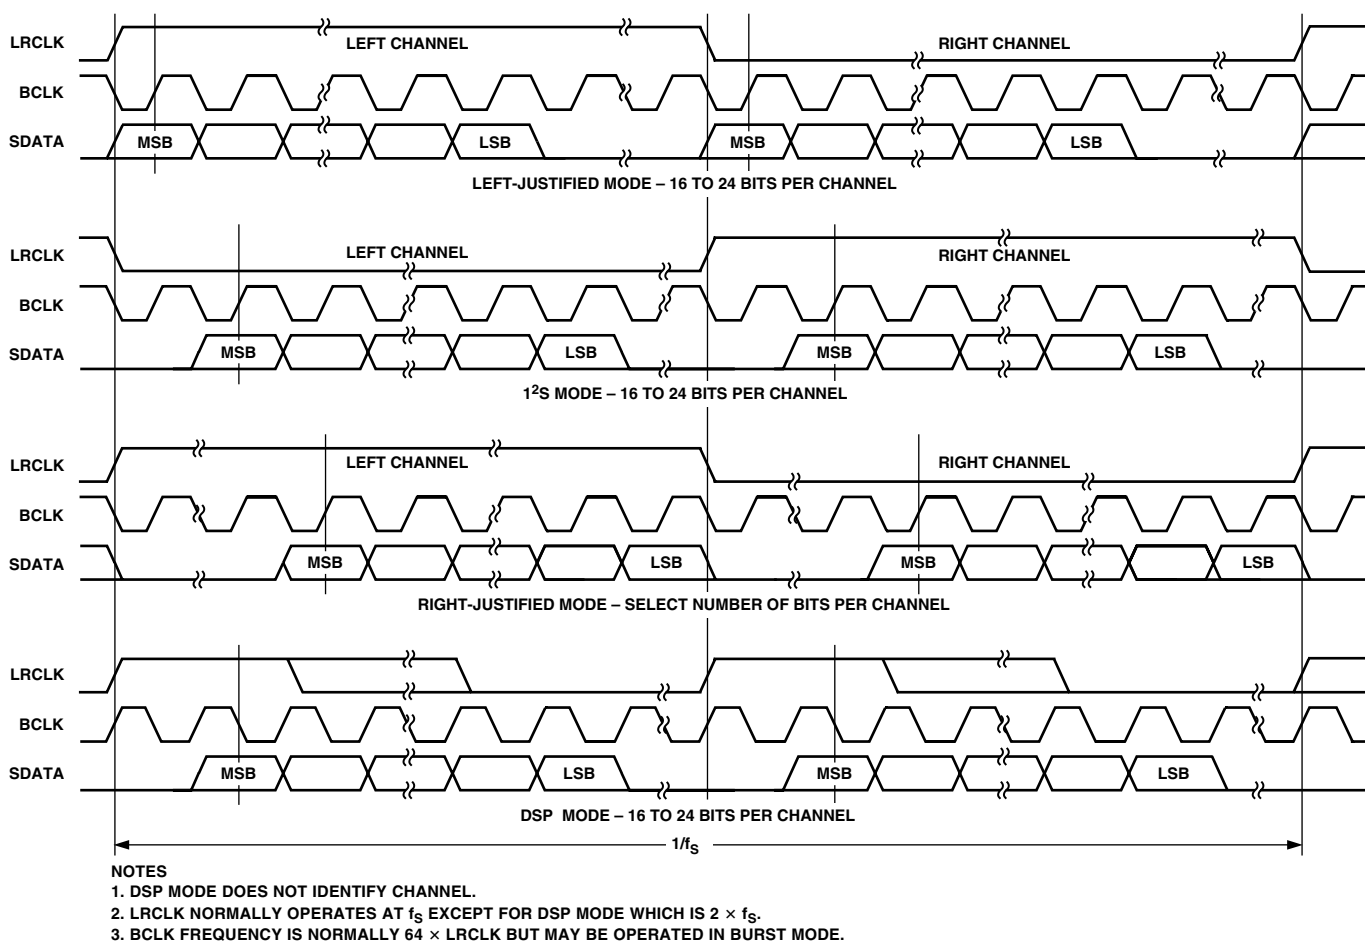 LRCLK
LEFT CHANNEL
RIGHT CHANNEL
BCLK
SDATA
MSB
LSB
MSB
LSB
LEFT-JUSTIFIED MODE – 16 TO 24 BITS PER CHANNEL
LRCLK
LEFT CHANNEL
RIGHT CHANNEL
BCLK
SDATA
MSB
LSB
MSB
LSB
1²S MODE – 16 TO 24 BITS PER CHANNEL
LRCLK
LEFT CHANNEL
RIGHT CHANNEL
BCLK
SDATA
MSB
LSB
MSB
LSB
RIGHT-JUSTIFIED MODE – SELECT NUMBER OF BITS PER CHANNEL
LRCLK
BCLK
SDATA
MSB
LSB
MSB
LSB
DSP MODE – 16 TO 24 BITS PER CHANNEL
1/fS
NOTES
1. DSP MODE DOES NOT IDENTIFY CHANNEL.
2. LRCLK NORMALLY OPERATES AT fS EXCEPT FOR DSP MODE WHICH IS 2 × fS.
3. BCLK FREQUENCY IS NORMALLY 64 × LRCLK BUT MAY BE OPERATED IN BURST MODE.